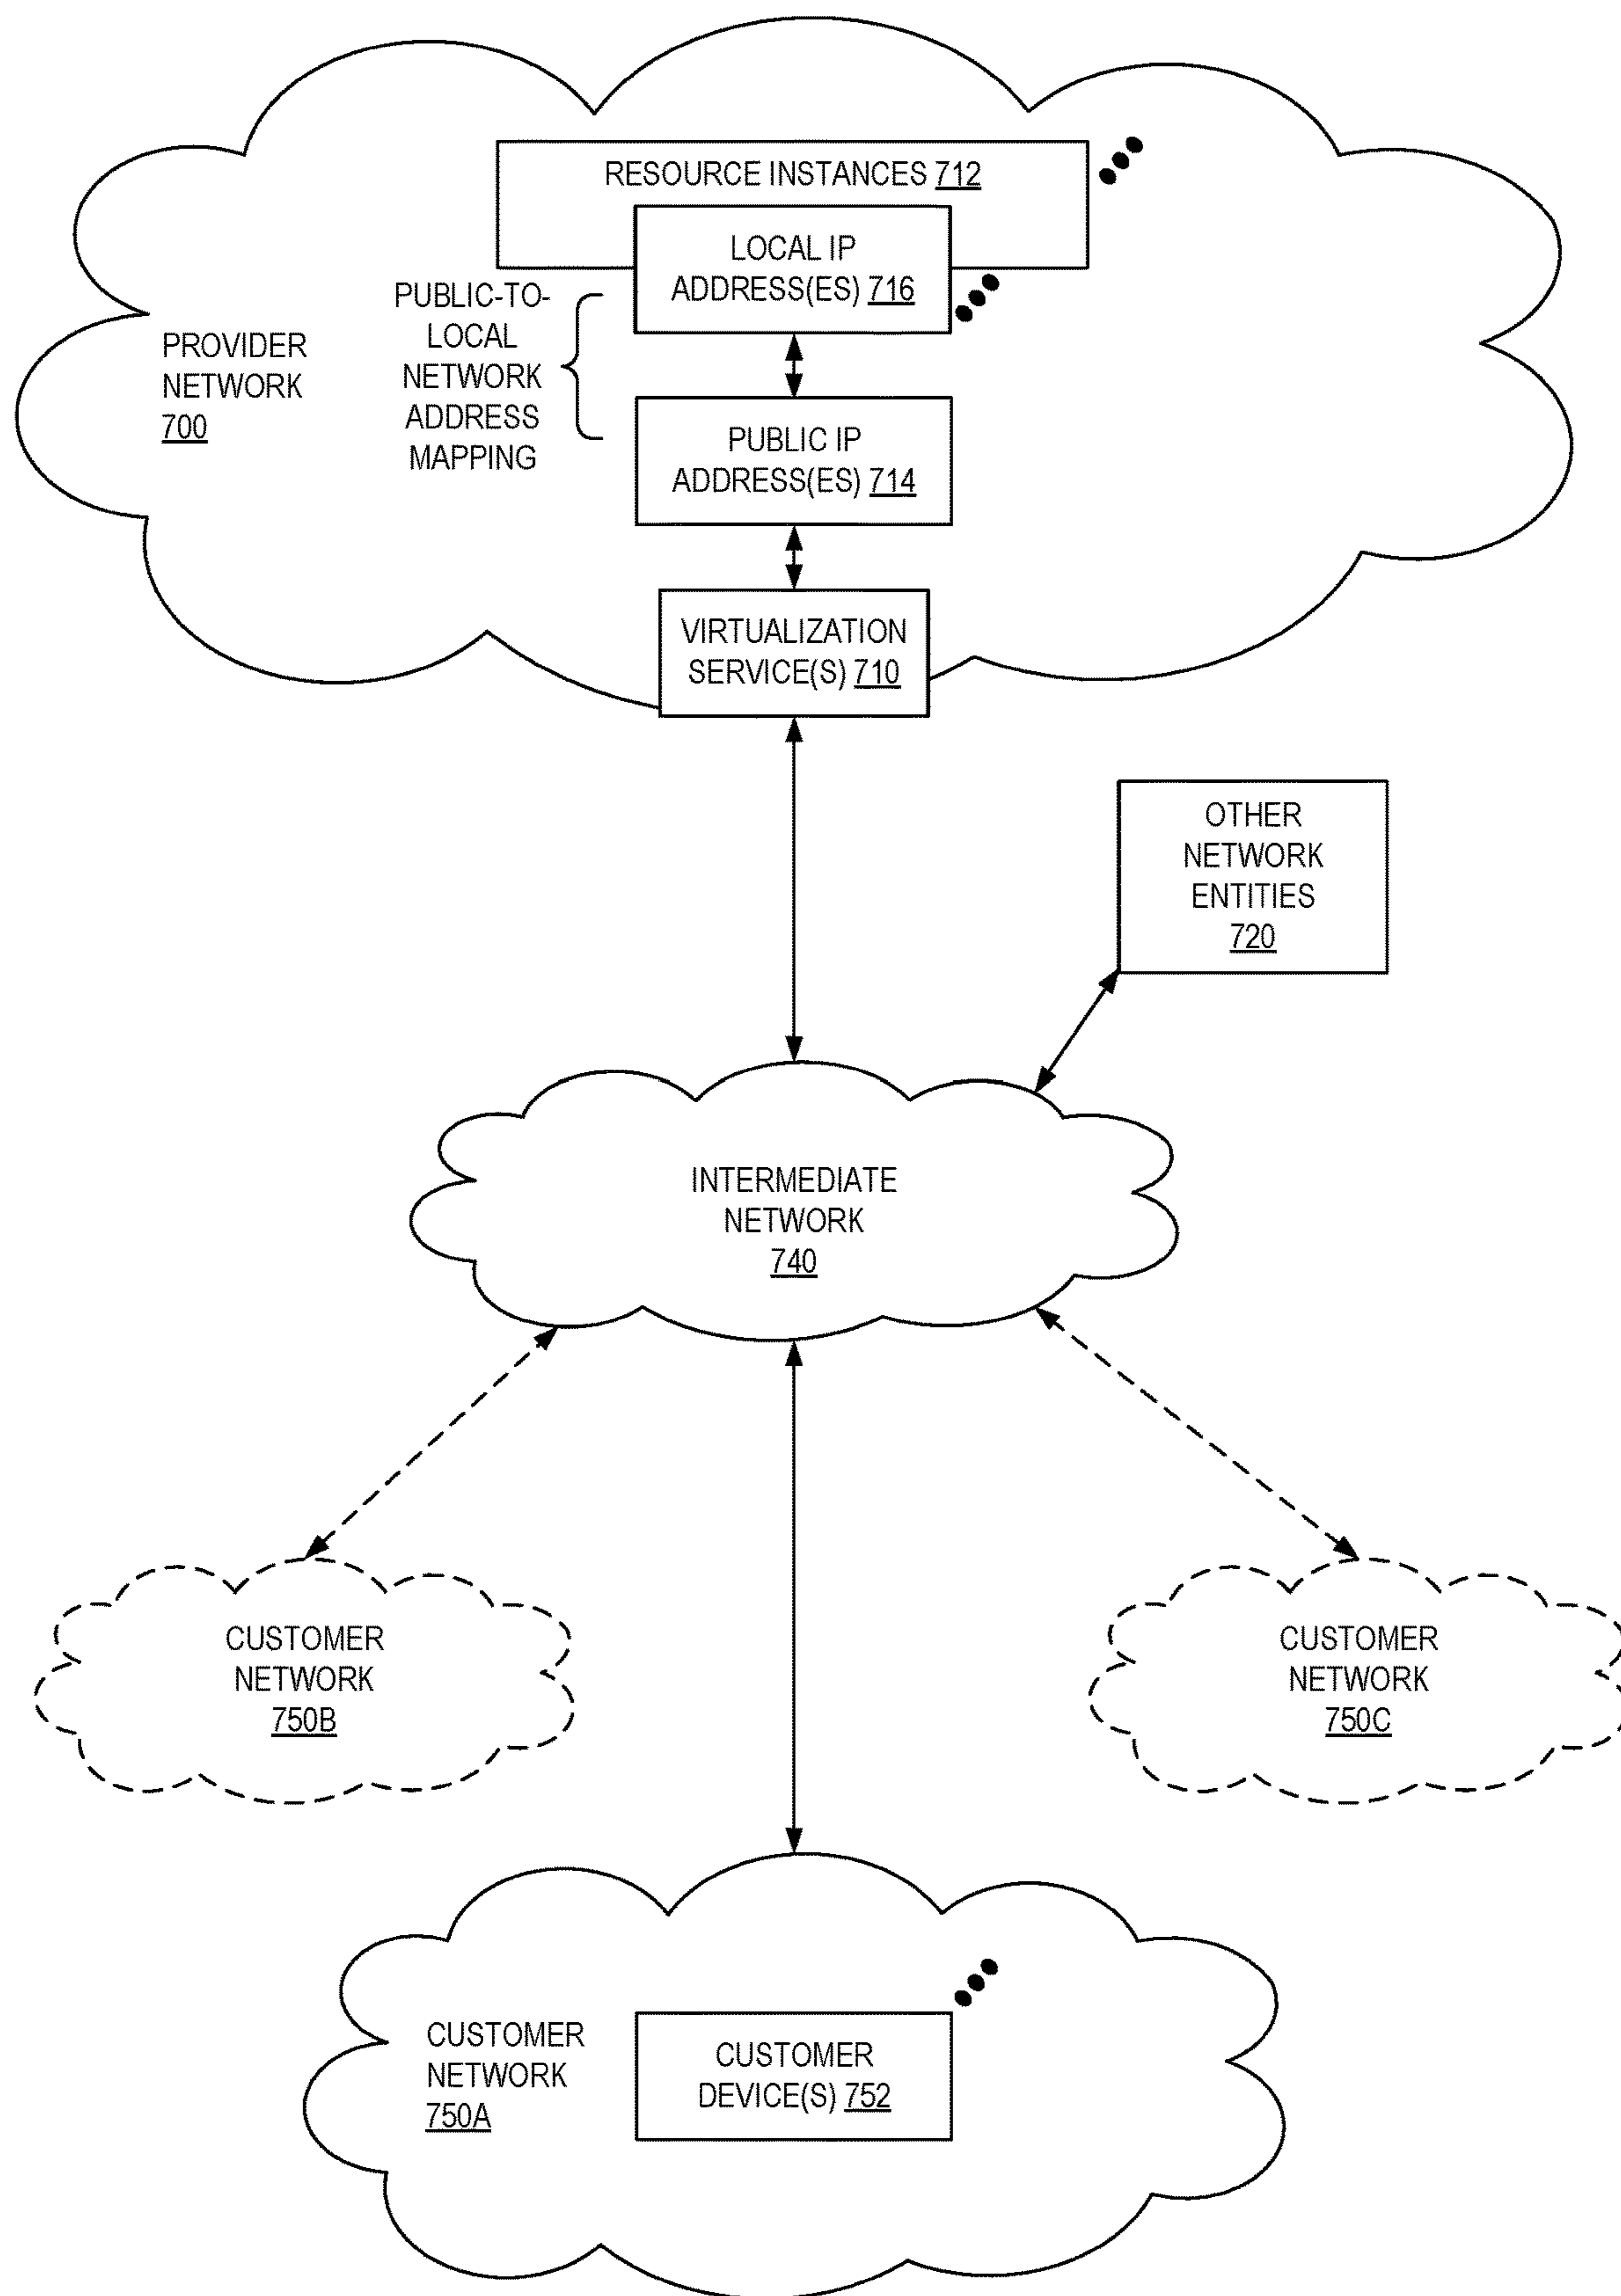 RESOURCE INSTANCES 712
LOCAL IP
ADDRESS(ES) 716
PUBLIC-TO-
LOCAL
NETWORK
ADDRESS
MAPPING
PROVIDER
NETWORK
700
PUBLIC IP
ADDRESS(ES) 714
VIRTUALIZATION
SERVICE(S) 710
OTHER
NETWORK
ENTITIES
720
INTERMEDIATE
NETWORK
740
CUSTOMER
NETWORK
750B
CUSTOMER
NETWORK
750C
CUSTOMER
NETWORK
750A
CUSTOMER
DEVICE(S) 752